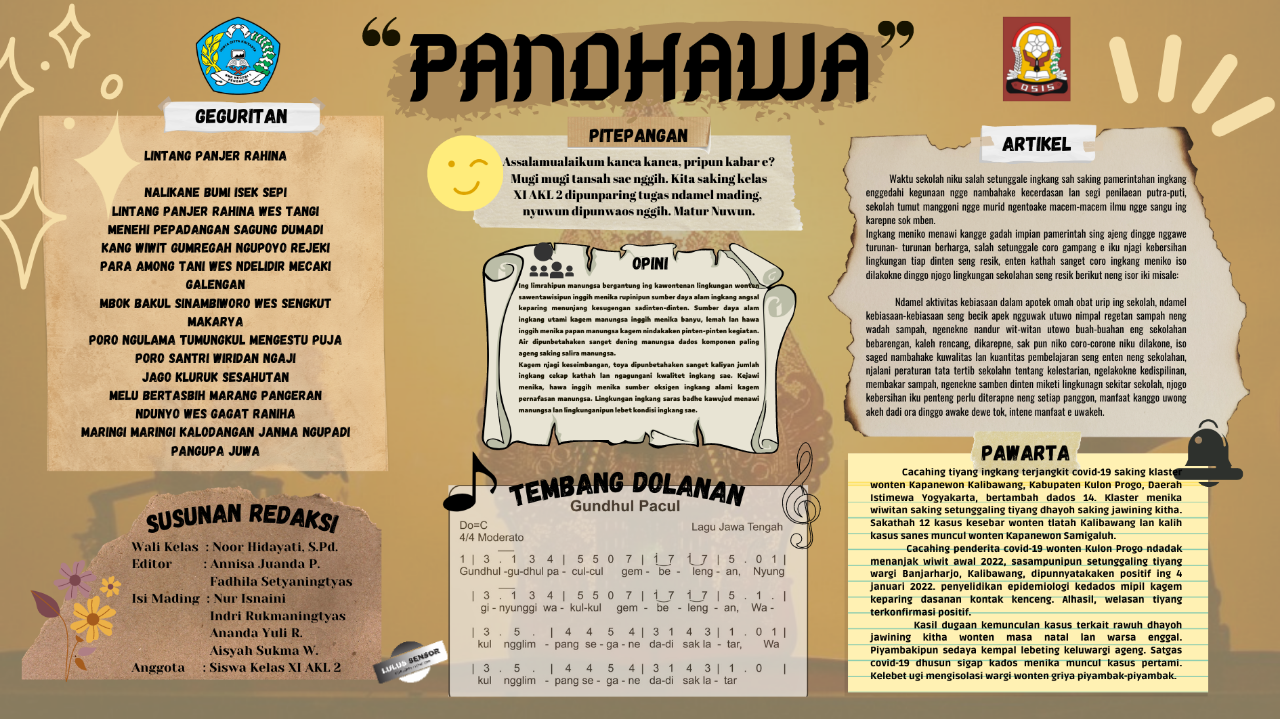 “PANDHAWA”
OSIS
GEGURITAN
LINTANG PANJER RAHINA
NALIKANE BUMI ISEK SEPI
LINTANG PANJER RAHINA WES TANGI
MENEHI PEPADANGAN SAGUNG DUMADI
KANG WIWIT GUMREGAH NGUPOYO REJEKI
PARA AMONG TANI WES NDELIDIR MECAKI
GALENGAN
MBOK BAKUL SINAMBIWORO WES SENGKUT
MAKARYA
PORO NGULAMA TUMUNGKUL MENGESTU PUJA
PORO SANTRI WIRIDAN NGAJI
JAGO KLURUK SESAHUTAN
MELU BERTASBIH MARANG PANGERAN
NDUNYO WES GAGAT RANIHA
MARINGI MARINGI KALODANGAN JANMA NGUPADI
PANGUPA JUWA
SUSUNAN REDAKSI
Wali Kelas : Noor Hidayati, S.Pd.
Editor : Annisa Juanda P.
Fadhila Setyaningtyas
Isi Mading : Nur Isnaini
Indri Rukmaningtyas
Ananda Yuli R.
Aisyah Sukma W.
Anggota : Siswa Kelas XI AKL 2
LULUS SENSOR
PITEPANGAN
Assalamualaikum kanca kanca, pripun kabar e?
Mugi mugi tansah sae nggih. Kita saking kelas
XI AKL 2 dipunparing tugas ndamel mading,
nyuwun dipunwaos nggih. Matur Nuwun.
OPINI
Ing limrahipun manungsa bergantung ing kawontenan lingkungan wonten
sawentawisipun inggih menika rupinipun sumber daya alam ingkang angsal
keparing menunjang kesugengan sadinten-dinten. Sumber daya alam
ingkang utami kagem manungsa inggih menika banyu, lemah lan hawa
inggih menika papan manungsa kagem nindakaken pinten-pinten kegiatan.
Air dipunbetahaken sanget dening manungsa dados komponen paling
ageng saking salira manungsa.
Kagem njagi keseimbangan, toya dipunbetahaken sanget kaliyan jumlah
ingkang cekap kathah lan ngagungani kwalitet ingkang sae. Kejawi
menika, hawa inggih menika sumber oksigen ingkang alami kagem
pernafasan manungsa. Lingkungan ingkang saras badhe kawujud menawi
manungsa lan lingkunganipun lebet kondisi ingkang sae.
TEMBANG DOLANAN
Gundhul Pacul
Do=C
4/4 Moderato
Lagu Jawa Tengah
1 | 3 . 1 3 4 | 5 5 0 7 | 1 7 1 7 | 5 . 0 1 |
Gundhul -gu-dhul pa - cul-cul gem - be - leng - an, Nyung
| 3 . 1 3 4 | 5 5 0 7 | 1 7 1 7 | 5 . 0 1 |
gi - nyunggi wa - kul-kul gem - be - leng - an, Wa -
| 3 . 5 . | 4 4 5 4 | 3 1 4 3 | 1 . 0 1 |
kul ngglim - pang se - ga - ne da-di sak la - tar, Wa
| 3 . 5 . | 4 4 5 4 | 3 1 4 3 | 1 . 0
kul ngglim - pang se - ga - ne da-di sak la - tar
ARTIKEL
Waktu sekolah niku salah setunggale ingkang sah saking pamerintahan ingkang
enggedahi kegunaan ngge nambahake kecerdasan lan segi penilaean putra-puti,
sekolah tumut manggoni ngge murid ngentoake macem-macem ilmu ngge sangu ing
karepne sok mben.
Ingkang meniko menawi kangge gadah impian pamerintah sing ajeng dingge nggawe
turunan- turunan berharga, salah setunggale coro gampang e iku njagi kebersihan
lingkungan tiap dinten seng resik, enten kathah sanget coro ingkang meniko iso
dilakokne dinggo njogo lingkungan sekolahan seng resik berikut neng isor iki misale:
Ndamel aktivitas kebiasaan dalam apotek omah obat urip ing sekolah, ndamel
kebiasaan-kebiasaan seng becik apek ngguwak utuwo nimpal regetan sampah neng
wadah sampah, ngenekne nandur wit-witan utowo buah-buahan eng sekolahan
bebarengan, kaleh rencang, dikarepne, sak pun niko coro-corone niku dilakone, iso
saged nambahake kuwalitas lan kuantitas pembelajaran seng enten neng sekolahan,
njalani peraturan tata tertib sekolahn tentang kelestarian, ngelakokne kedispilinan,
membakar sampah, ngenekne samben dinten miketi lingkunagn sekitar sekolah, njogo
kebersihan iku penteng perlu diterapne neng setiap panggon, manfaat kanggo uwong
akeh dadi ora dinggo awake dewe tok, intene manfaat e uwakeh.
PAWARTA
Cacahing tiyang ingkang terjangkit covid-19 saking klaster
wonten Kapanewon Kalibawang, Kabupaten Kulon Progo, Daerah
Istimewa Yogyakarta, bertambah dados 14. Klaster menika
wiwitan saking setunggaling tiyang dhayoh saking jawining kitha.
Sakathah 12 kasus kesebar wonten tlatah Kalibawang lan kalih
kasus sanes muncul wonten Kapanewon Samigaluh.
Cacahing penderita covid-19 wonten Kulon Progo ndadak
menanjak wiwit awal 2022, sasampunipun setunggaling tiyang
wargi Banjarharjo, Kalibawang, dipunnyatakaken positif ing 4
januari 2022. penyelidikan epidemiologi kedados mipil kagem
keparing dasanan kontak kenceng. Alhasil, welasan tiyang
terkonfirmasi positif.
Kasil dugaan kemunculan kasus terkait rawuh dhayoh
jawining kitha wonten masa natal lan warsa enggal.
Piyambakipun sedaya kempal lebeting keluwargi ageng. Satgas
covid-19 dhusun sigap kados menika muncul kasus pertami.
Kelebet ugi mengisolasi wargi wonten griya piyambak-piyambak.